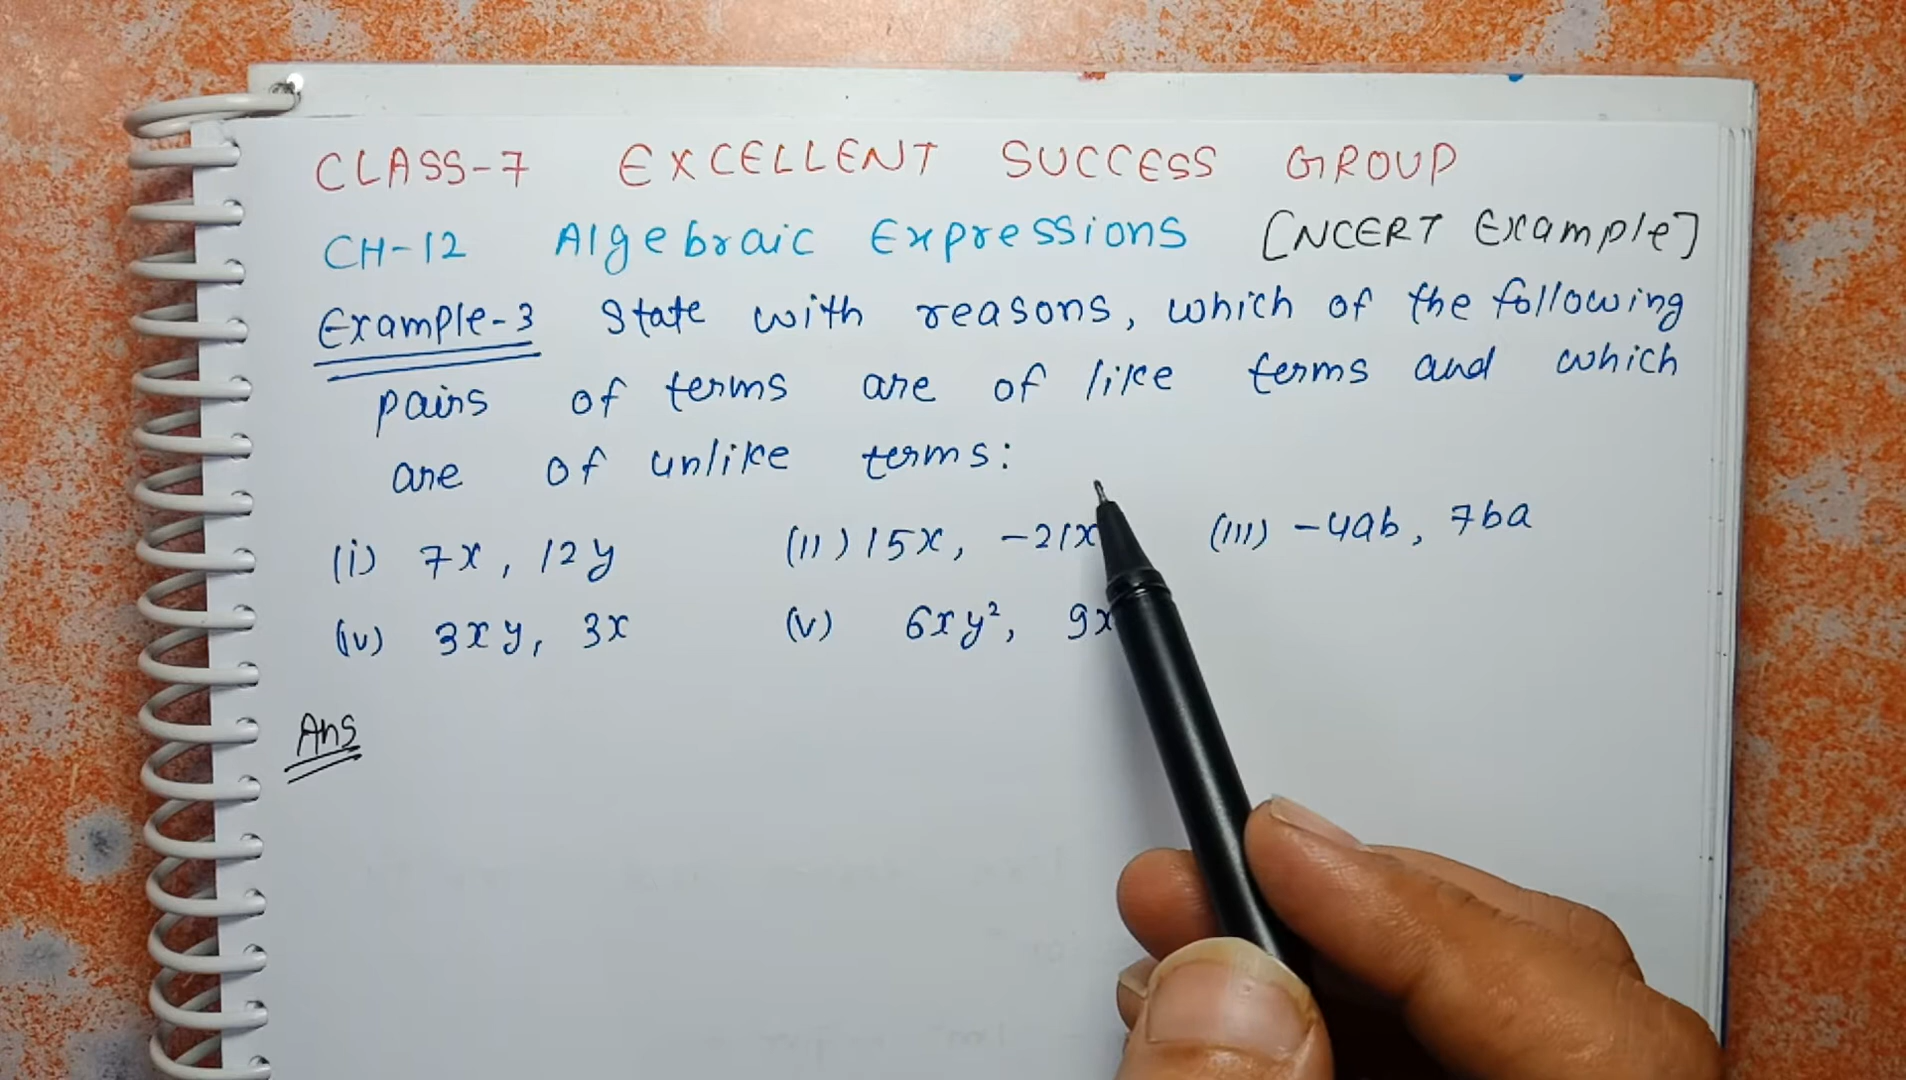 CLASS-7 EXCELLENT SUCCESS GROUP
CH-12 Algebraic Expressions [NCERT Example]
Example-3 State with reasons, which of the following
pairs of terms are of like terms and which
are of unlike terms:
(i) 7x, 12y (ii) 15x, -21x (iii) -4ab, 7ba
(iv) 3xy, 3x (v) 6xy², 9x
Ans